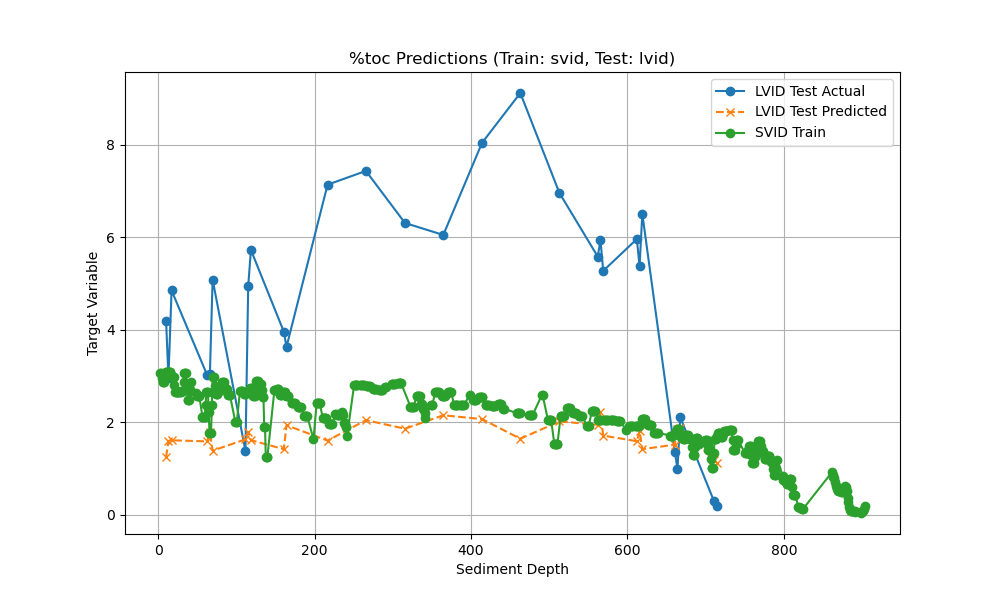 %toc Predictions (Train: svid, Test: lvid)
LVID Test Actual
LVID Test Predicted
SVID Train
Target Variable
8
6
4
2
0
0 200 400 600 800
Sediment Depth